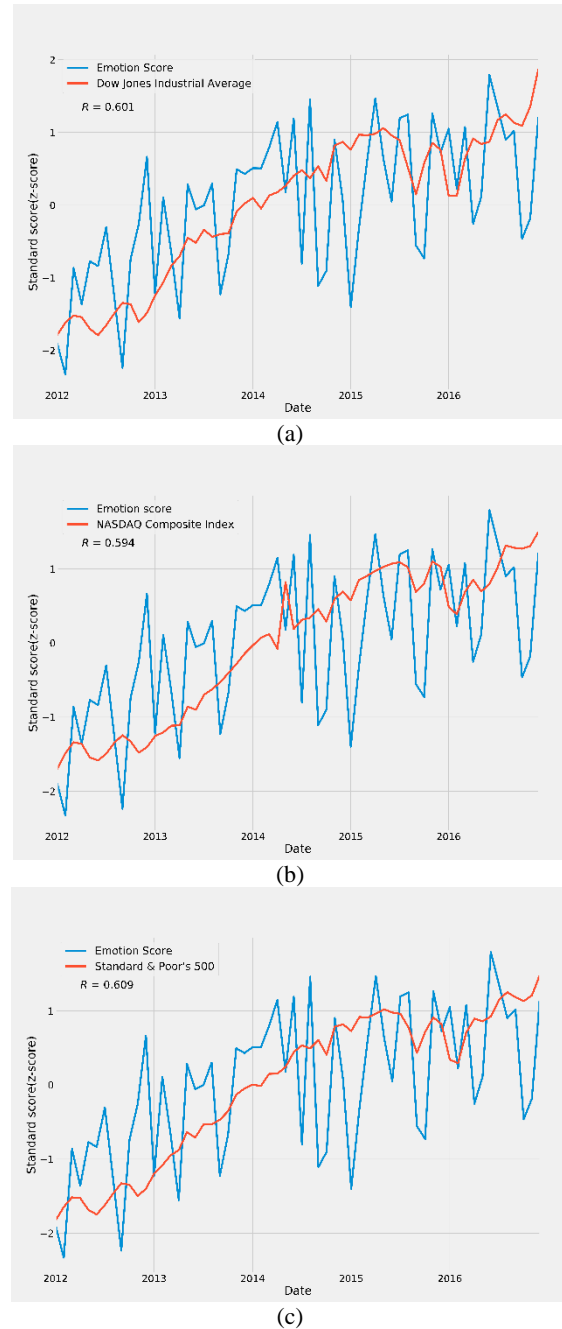 2
Emotion Score
Dow Jones Industrial Average
R = 0.601
1
0
−1
−2
Standard score(z-score)
2012 2013 2014 2015 2016
Date
(a)
Emotion score
NASDAQ Composite Index
R = 0.594
1
0
−1
−2
Standard score(z-score)
2012 2013 2014 2015 2016
Date
(b)
Emotion Score
Standard & Poor's 500
R = 0.609
1
0
−1
−2
Standard score(z-score)
2012 2013 2014 2015 2016
Date
(c)